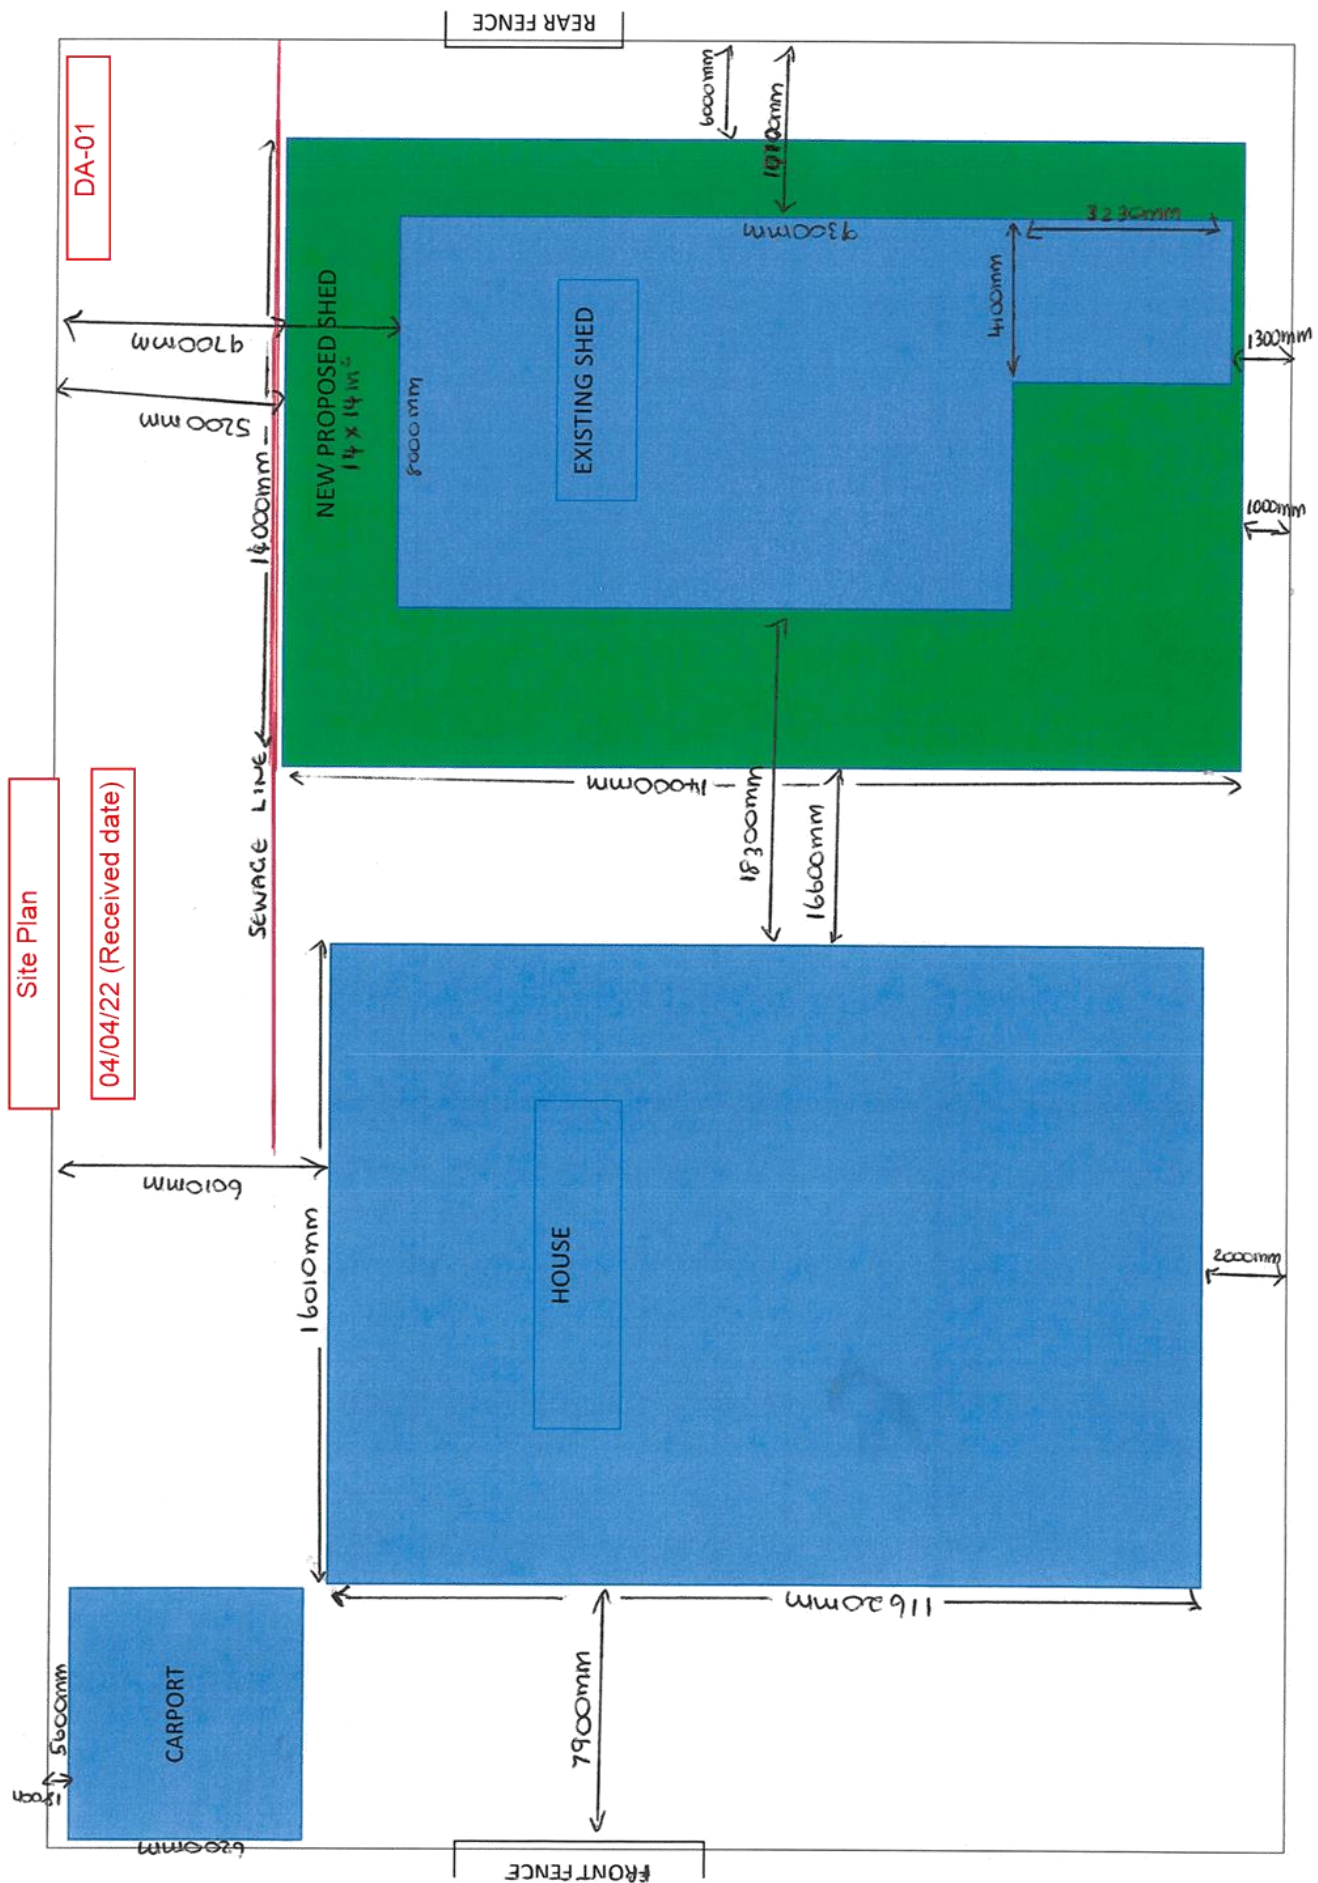 REAR FENCE
DA-01
6000mm
3230mm
9300mm
4100mm
9700mm
5200mm
14000mm
NEW PROPOSED SHED
14 x 14 m²
8000mm
EXISTING SHED
1300mm
1000mm
Site Plan
04/04/22 (Received date)
SEWAGE LINE
14000mm
18300mm
16600mm
6010mm
16010mm
HOUSE
2000mm
11620mm
7900mm
5600mm
CARPORT
6200mm
FRONT FENCE